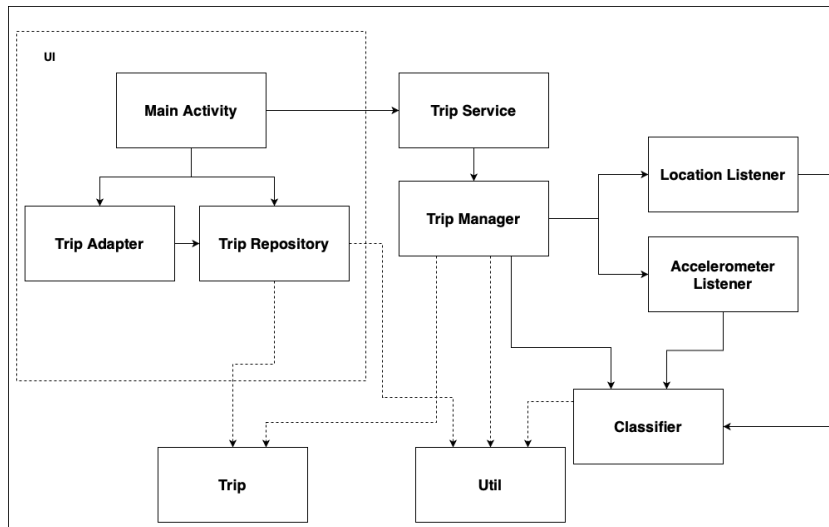 UI
Main Activity
Trip Service
Location Listener
Trip Adapter
Trip Repository
Trip Manager
Accelerometer
Listener
Classifier
Trip
Util